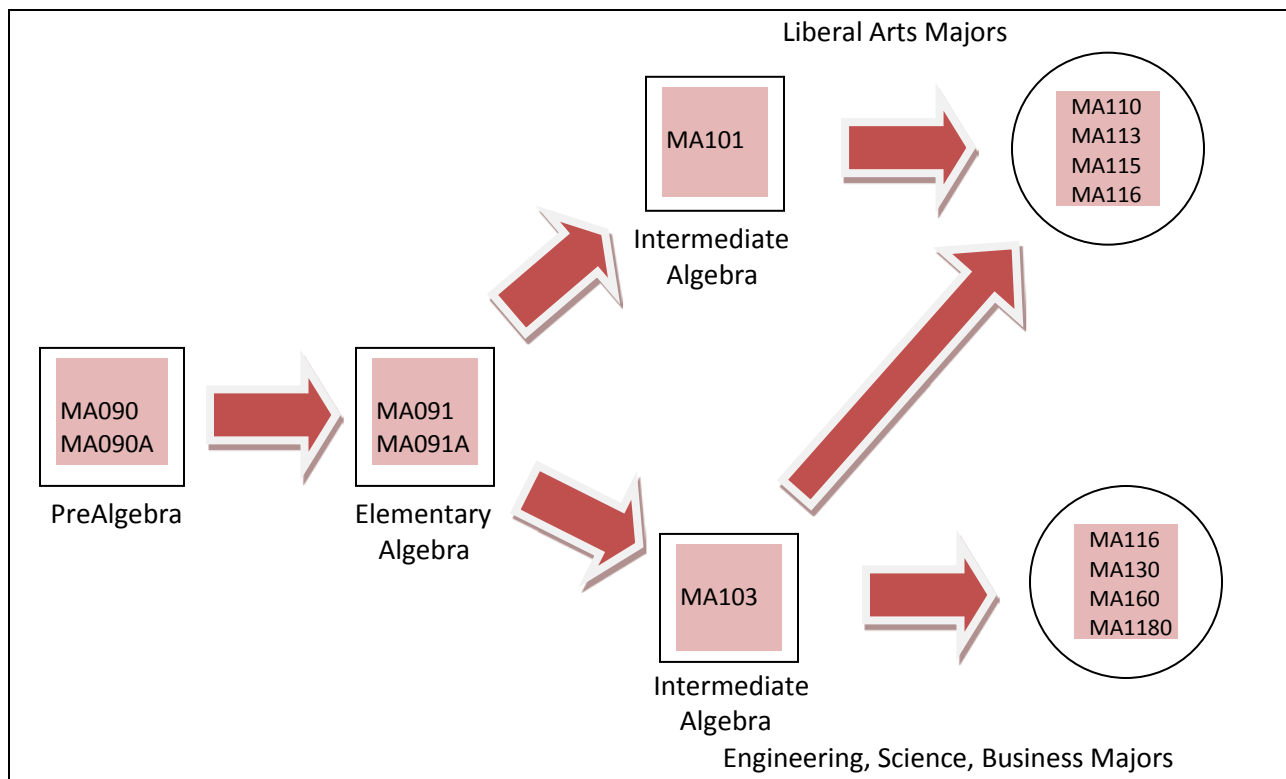 Liberal Arts Majors
MA101
MA110
MA113
MA115
MA116
Intermediate
Algebra
MA090
MA090A
PreAlgebra
MA091
MA091A
Elementary
Algebra
MA103
Intermediate
Algebra
MA116
MA130
MA160
MA1180
Engineering, Science, Business Majors